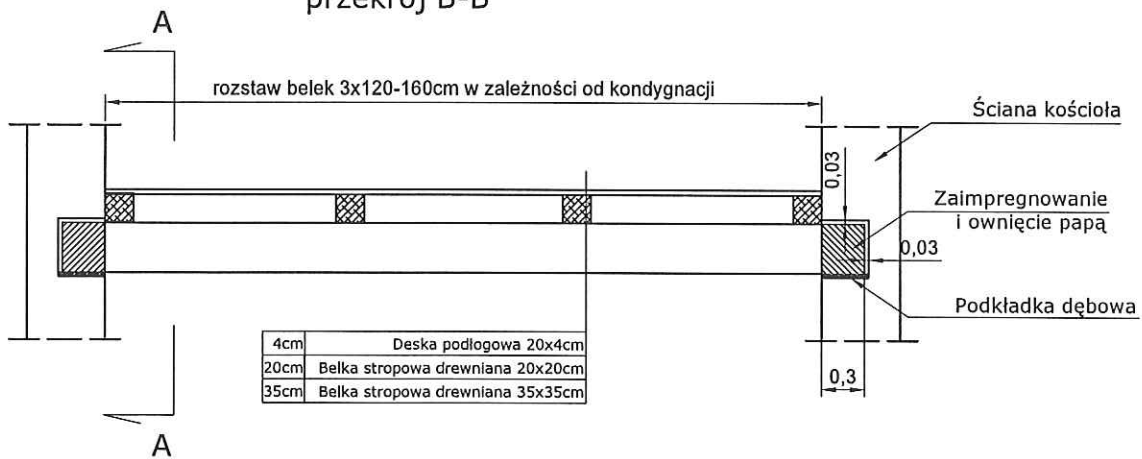 przekrój B-B
A
rozstaw belek 3x120-160cm w zależności od kondygnacji
Ściana kościoła
0,03
Zaimpregnowanie
i ownięcie papą
0,03
Podkładka dębowa
4cm Deska podłogowa 20x4cm
20cm Belka stropowa drewniana 20x20cm
35cm Belka stropowa drewniana 35x35cm
0,3
A